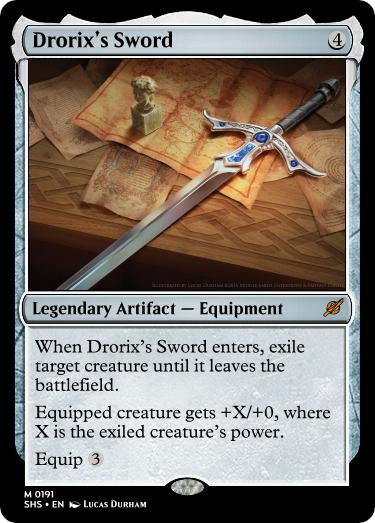 Drorix's Sword 4
Legendary Artifact — Equipment
When Drorix's Sword enters, exile
target creature until it leaves the
battlefield.
Equipped creature gets +X/+0, where
X is the exiled creature's power.
Equip 3
M 0191
SHS • EN Lucas Durham